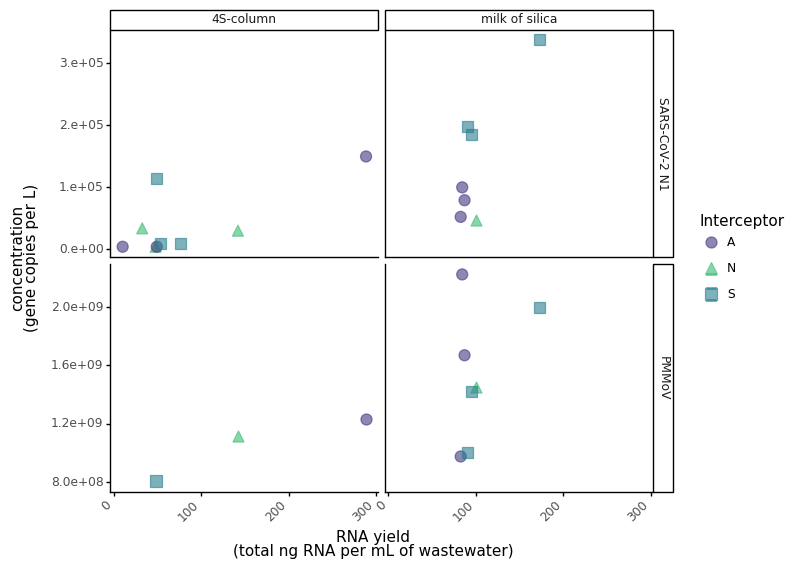 4S-column
milk of silica
3.e+05
2.e+05
1.e+05
0.e+00
SARS-CoV-2 N1
2.0e+09
1.6e+09
1.2e+09
8.0e+08
PMMoV
0
100
200
300
0
100
200
300
concentration
(gene copies per L)
RNA yield
(total ng RNA per mL of wastewater)
Interceptor
A
N
S